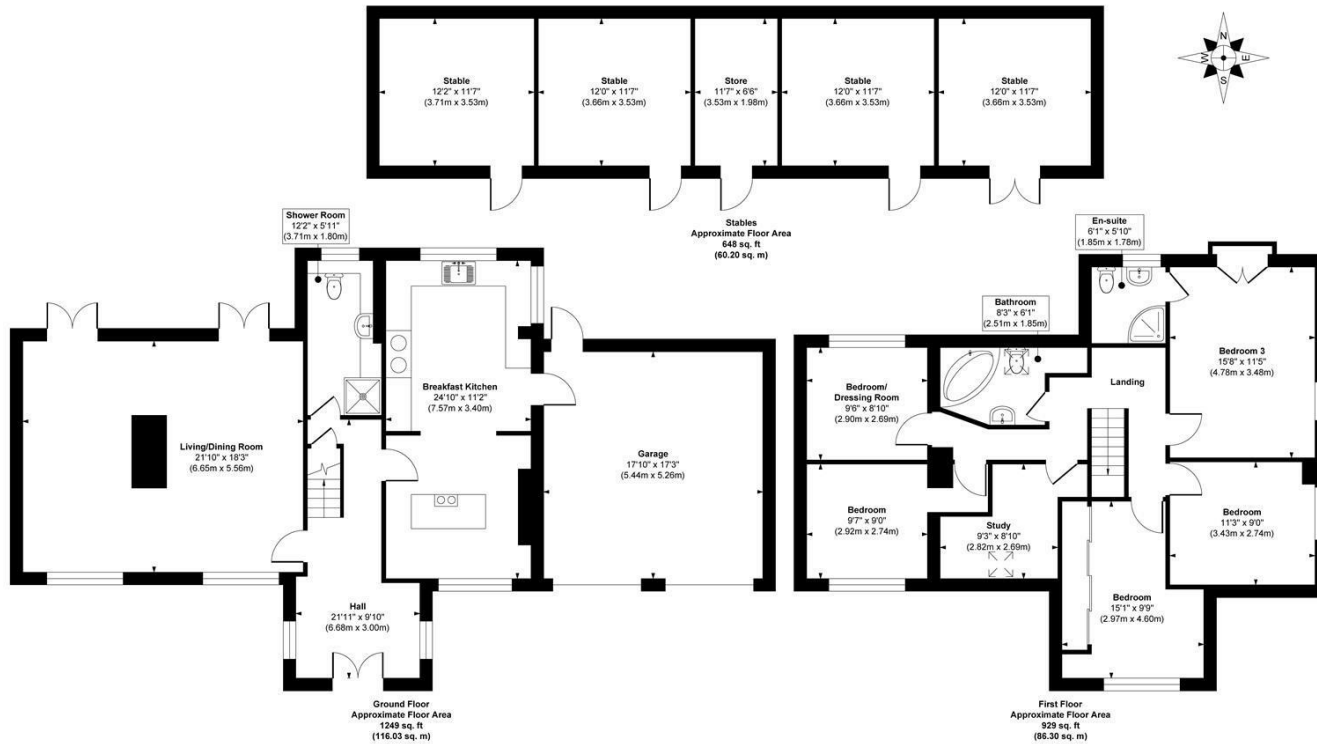 Stable
12'2" x 11'7"
(3.71m x 3.53m)
Stable
12'0" x 11'7"
(3.66m x 3.53m)
Store
11'7" x 6'6"
(3.53m x 1.98m)
Stable
12'0" x 11'7"
(3.66m x 3.53m)
Stable
12'0" x 11'7"
(3.66m x 3.53m)
N
W
E
S
Stables
Approximate Floor Area
648 sq. ft
(60.20 sq. m)
Shower Room
12'2" x 5'11"
(3.71m x 1.80m)
Breakfast Kitchen
24'10" x 11'2"
(7.57m x 3.40m)
Living/Dining Room
21'10" x 18'3"
(6.65m x 5.56m)
Garage
17'10" x 17'3"
(5.44m x 5.26m)
Hall
21'11" x 9'10"
(6.68m x 3.00m)
Ground Floor
Approximate Floor Area
1249 sq. ft
(116.03 sq. m)
En-suite
6'1" x 5'10"
(1.85m x 1.78m)
Bathroom
8'3" x 6'1"
(2.51m x 1.85m)
Bedroom 3
15'8" x 11'5"
(4.78m x 3.48m)
Landing
Bedroom/
Dressing Room
9'6" x 8'10"
(2.90m x 2.69m)
Bedroom
9'7" x 9'0"
(2.92m x 2.74m)
Study
9'3" x 8'10"
(2.82m x 2.69m)
Bedroom
11'3" x 9'0"
(3.43m x 2.74m)
Bedroom
15'1" x 9'9"
(2.97m x 4.60m)
First Floor
Approximate Floor Area
929 sq. ft
(86.30 sq. m)